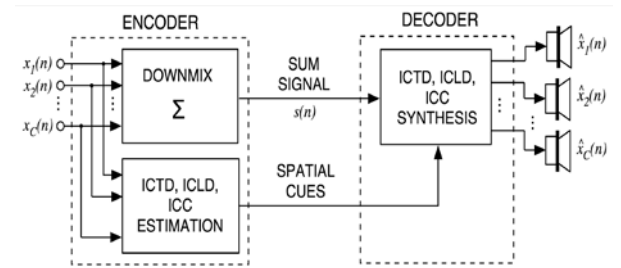 ENCODER
DECODER
x1(n)
x2(n)
xC(n)
DOWNMIX
Σ
SUM
SIGNAL
s(n)
ICTD, ICLD,
ICC
SYNTHESIS
x̂1(n)
x̂2(n)
x̂C(n)
ICTD, ICLD,
ICC
ESTIMATION
SPATIAL
CUES